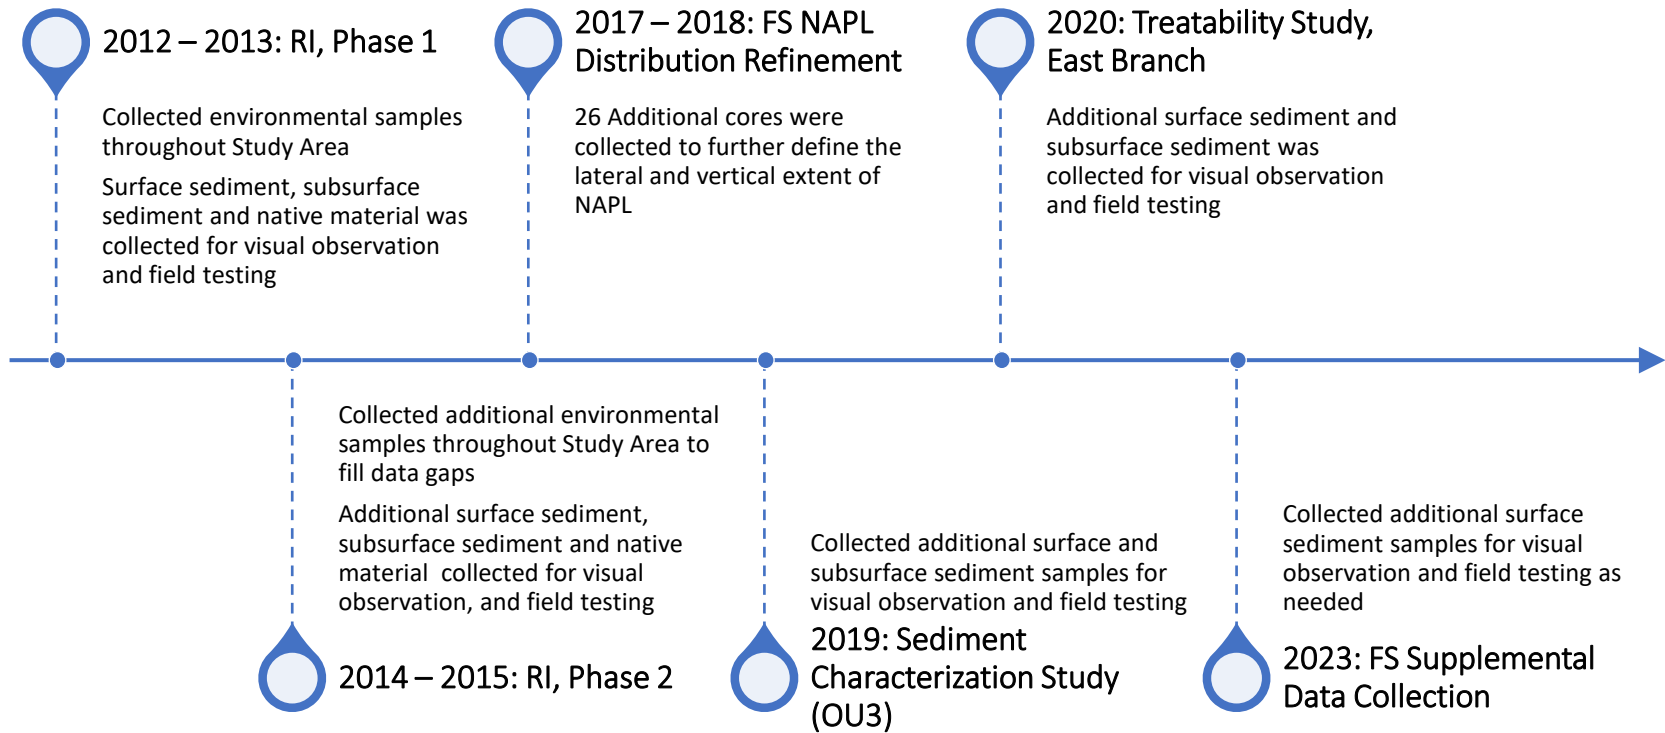 2012 – 2013: RI, Phase 1
Collected environmental samples
throughout Study Area
Surface sediment, subsurface
sediment and native material was
collected for visual observation
and field testing
2017 – 2018: FS NAPL
Distribution Refinement
26 Additional cores were
collected to further define the
lateral and vertical extent of
NAPL
2020: Treatability Study,
East Branch
Additional surface sediment and
subsurface sediment was
collected for visual observation
and field testing
Collected additional environmental
samples throughout Study Area to
fill data gaps
Additional surface sediment,
subsurface sediment and native
material  collected for visual
observation, and field testing
2014 – 2015: RI, Phase 2
Collected additional surface and
subsurface sediment samples for
visual observation and field testing
2019: Sediment
Characterization Study
(OU3)
Collected additional surface
sediment samples for visual
observation and field testing as
needed
2023: FS Supplemental
Data Collection